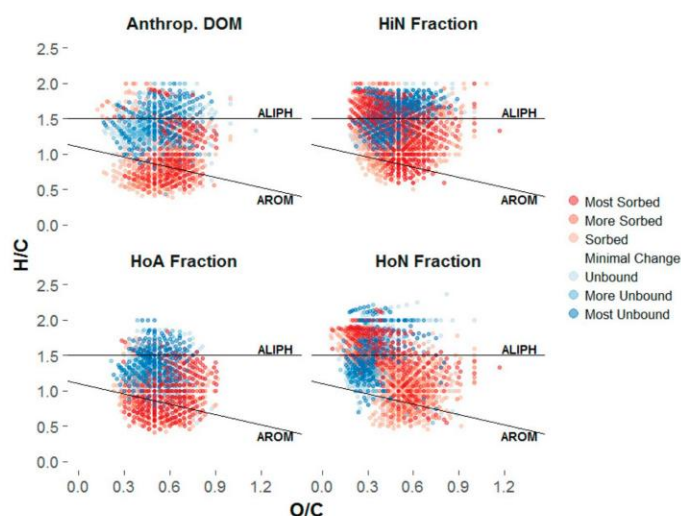 Anthrop. DOM
HiN Fraction
2.5
2.0
1.5
1.0
0.5
0.0
ALIPH
AROM
ALIPH
AROM
H/C
HoA Fraction
HoN Fraction
2.5
2.0
1.5
1.0
0.5
0.0
ALIPH
AROM
ALIPH
AROM
0.0 0.3 0.6 0.9 1.2
0.0 0.3 0.6 0.9 1.2
O/C
Most Sorbed
More Sorbed
Sorbed
Minimal Change
Unbound
More Unbound
Most Unbound